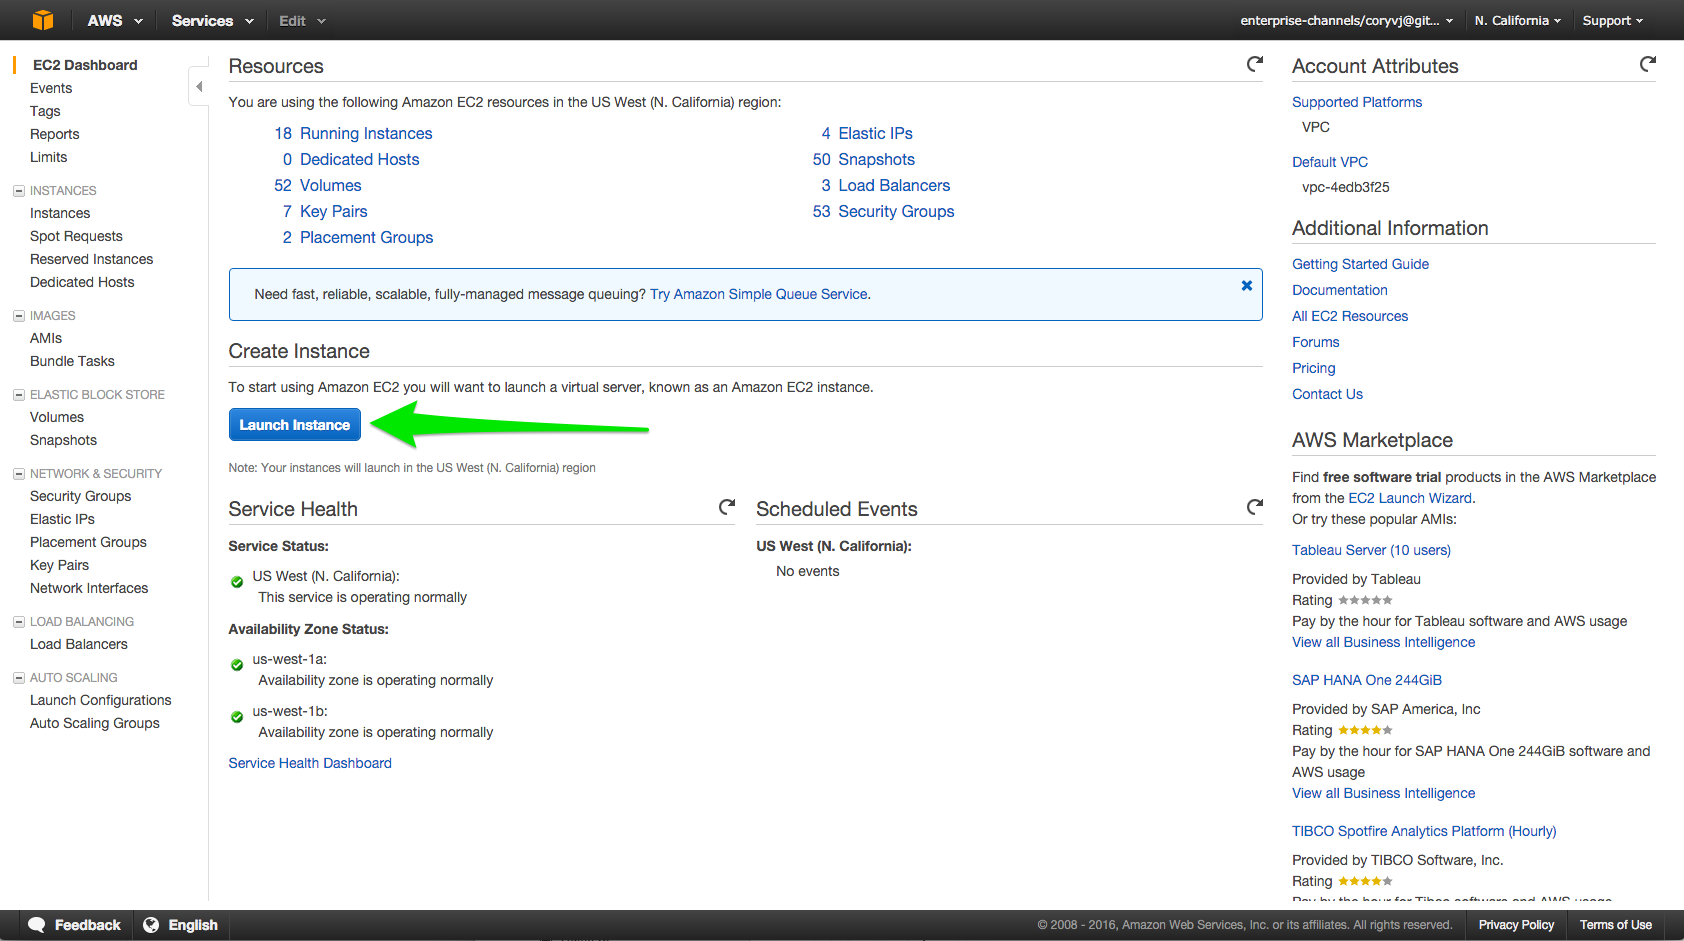 AWS
Services
Edit
enterprise-channels/coryvj@git...
N. California
Support
EC2 Dashboard
Events
Tags
Reports
Limits
INSTANCES
Instances
Spot Requests
Reserved Instances
Dedicated Hosts
IMAGES
AMIs
Bundle Tasks
ELASTIC BLOCK STORE
Volumes
Snapshots
NETWORK & SECURITY
Security Groups
Elastic IPs
Placement Groups
Key Pairs
Network Interfaces
LOAD BALANCING
Load Balancers
AUTO SCALING
Launch Configurations
Auto Scaling Groups
Resources
You are using the following Amazon EC2 resources in the US West (N. California) region:
18 Running Instances
0 Dedicated Hosts
52 Volumes
7 Key Pairs
2 Placement Groups
4 Elastic IPs
50 Snapshots
3 Load Balancers
53 Security Groups
Need fast, reliable, scalable, fully-managed message queuing? Try Amazon Simple Queue Service.
Create Instance
To start using Amazon EC2 you will want to launch a virtual server, known as an Amazon EC2 instance.
Launch Instance
Note: Your instances will launch in the US West (N. California) region
Service Health
Service Status:
US West (N. California):
This service is operating normally
Availability Zone Status:
us-west-1a:
Availability zone is operating normally
us-west-1b:
Availability zone is operating normally
Service Health Dashboard
Scheduled Events
US West (N. California):
No events
Account Attributes
Supported Platforms
VPC
Default VPC
vpc-4edb3f25
Additional Information
Getting Started Guide
Documentation
All EC2 Resources
Forums
Pricing
Contact Us
AWS Marketplace
Find free software trial products in the AWS Marketplace
from the EC2 Launch Wizard.
Or try these popular AMIs:
Tableau Server (10 users)
Provided by Tableau
Rating
Pay by the hour for Tableau software and AWS usage
View all Business Intelligence
SAP HANA One 244GiB
Provided by SAP America, Inc
Rating
Pay by the hour for SAP HANA One 244GiB software and
AWS usage
View all Business Intelligence
TIBCO Spotfire Analytics Platform (Hourly)
Provided by TIBCO Software, Inc.
Rating
Feedback
English
© 2008 - 2016, Amazon Web Services, Inc. or its affiliates. All rights reserved.
Privacy Policy
Terms of Use